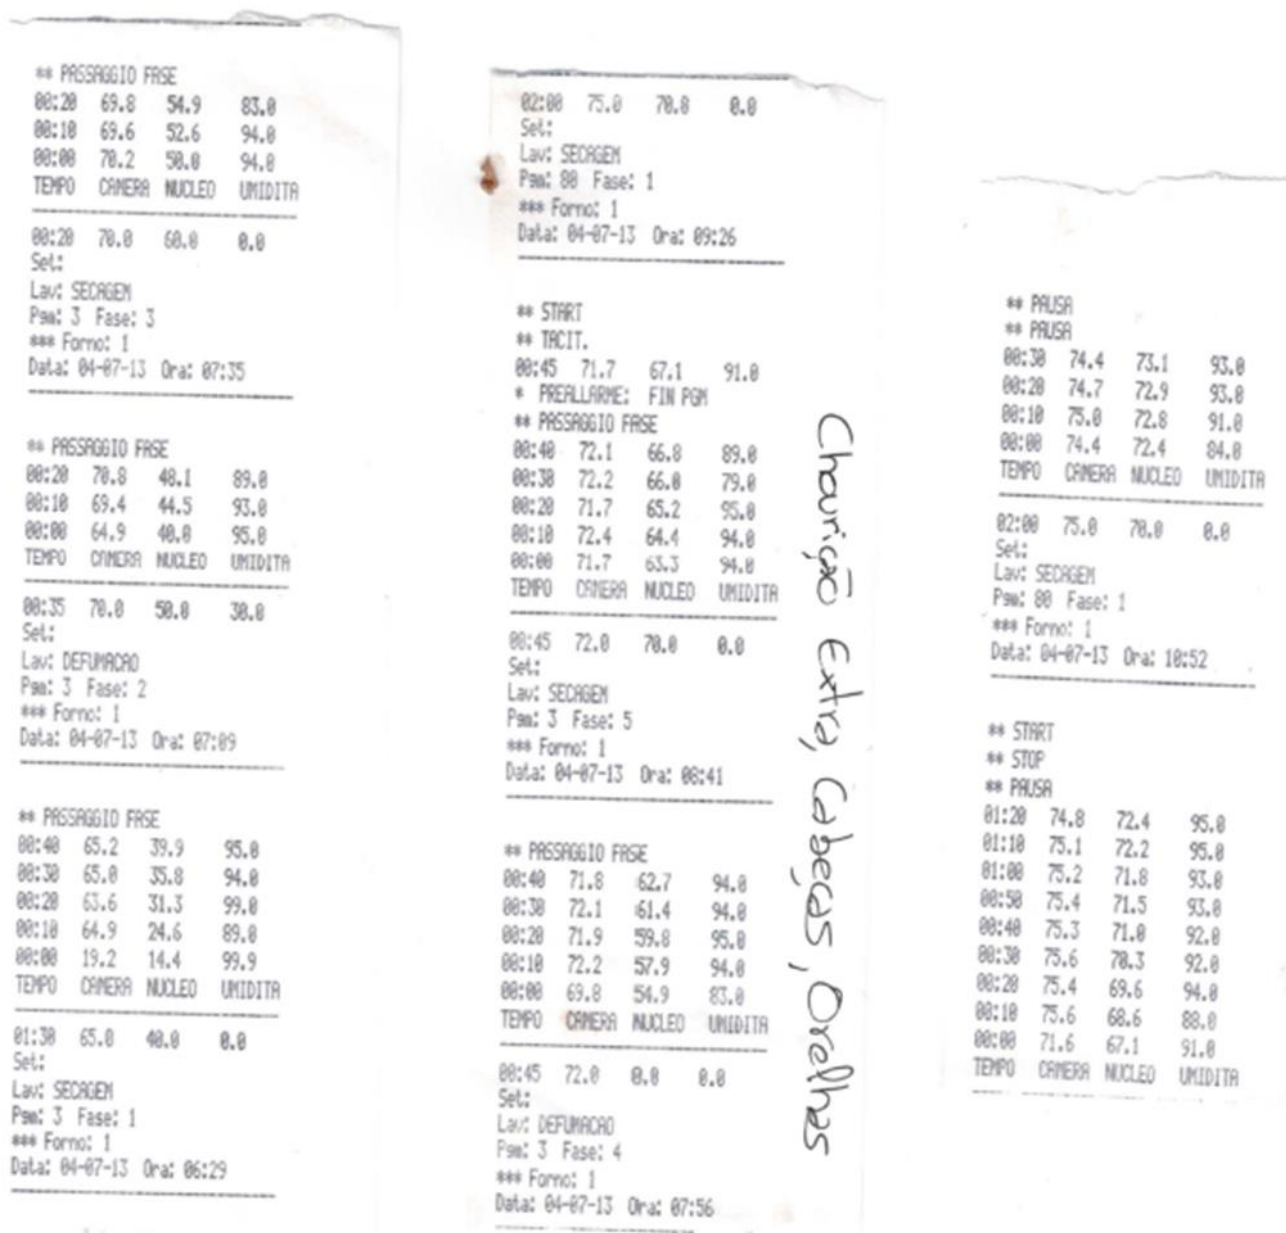 ** PASSAGGIO FASE
00:20 69.8 54.9 83.0
00:10 69.6 52.6 94.0
00:00 70.2 50.0 94.0
TEMPO CAMERA NUCLEO UMIDITA
00:20 70.0 60.0 0.0
Set:
Lav: SECAGEM
Pgm: 3 Fase: 3
*** Forno: 1
Data: 04-07-13 Ora: 07:35
** PASSAGGIO FASE
00:20 70.8 48.1 89.0
00:10 69.4 44.5 93.0
00:00 64.9 40.0 95.0
TEMPO CAMERA NUCLEO UMIDITA
00:35 70.0 50.0 30.0
Set:
Lav: DEFUMACAO
Pgm: 3 Fase: 2
*** Forno: 1
Data: 04-07-13 Ora: 07:09
** PASSAGGIO FASE
00:40 65.2 39.9 95.0
00:30 65.0 35.8 94.0
00:20 63.6 31.3 99.0
00:10 64.9 24.6 89.0
00:00 19.2 14.4 99.9
TEMPO CAMERA NUCLEO UMIDITA
01:30 65.0 40.0 0.0
Set:
Lav: SECAGEM
Pgm: 3 Fase: 1
*** Forno: 1
Data: 04-07-13 Ora: 06:29
02:00 75.0 70.0 0.0
Set:
Lav: SECAGEM
Pgm: 80 Fase: 1
*** Forno: 1
Data: 04-07-13 Ora: 09:26
** START
** TACIT.
00:45 71.7 67.1 91.0
* PREALLARME: FIN PGM
** PASSAGGIO FASE
00:40 72.1 66.8 89.0
00:30 72.2 66.0 79.0
00:20 71.7 65.2 95.0
00:10 72.4 64.4 94.0
00:00 71.7 63.3 94.0
TEMPO CAMERA NUCLEO UMIDITA
00:45 72.0 70.0 0.0
Set:
Lav: SECAGEM
Pgm: 3 Fase: 5
*** Forno: 1
Data: 04-07-13 Ora: 08:41
** PASSAGGIO FASE
00:40 71.8 62.7 94.0
00:30 72.1 61.4 94.0
00:20 71.9 59.8 95.0
00:10 72.2 57.9 94.0
00:00 69.8 54.9 83.0
TEMPO CAMERA NUCLEO UMIDITA
00:45 72.0 0.0 0.0
Set:
Lav: DEFUMACAO
Pgm: 3 Fase: 4
*** Forno: 1
Data: 04-07-13 Ora: 07:56
Chourição Extra, Cabeças, Orelhas
** PAUSA
** PAUSA
00:30 74.4 73.1 93.0
00:20 74.7 72.9 93.0
00:10 75.0 72.8 91.0
00:00 74.4 72.4 84.0
TEMPO CAMERA NUCLEO UMIDITA
02:00 75.0 70.0 0.0
Set:
Lav: SECAGEM
Pgm: 80 Fase: 1
*** Forno: 1
Data: 04-07-13 Ora: 10:52
** START
** STOP
** PAUSA
01:20 74.8 72.4 95.0
01:10 75.1 72.2 95.0
01:00 75.2 71.8 93.0
00:50 75.4 71.5 93.0
00:40 75.3 71.0 92.0
00:30 75.6 70.3 92.0
00:20 75.4 69.6 94.0
00:10 75.6 68.6 88.0
00:00 71.6 67.1 91.0
TEMPO CAMERA NUCLEO UMIDITA